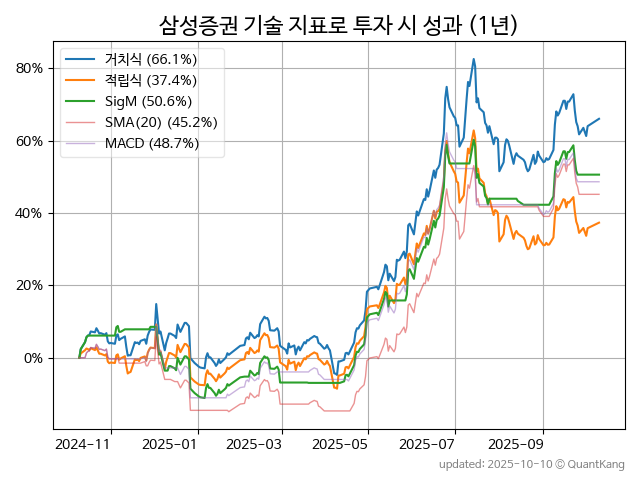 삼성증권 기술 지표로 투자 시 성과 (1년)
거치식 (66.1%)
적립식 (37.4%)
SigM (50.6%)
SMA(20) (45.2%)
MACD (48.7%)
80%
60%
40%
20%
0%
2024-11 2025-01 2025-03 2025-05 2025-07 2025-09
updated: 2025-10-10 © QuantKang